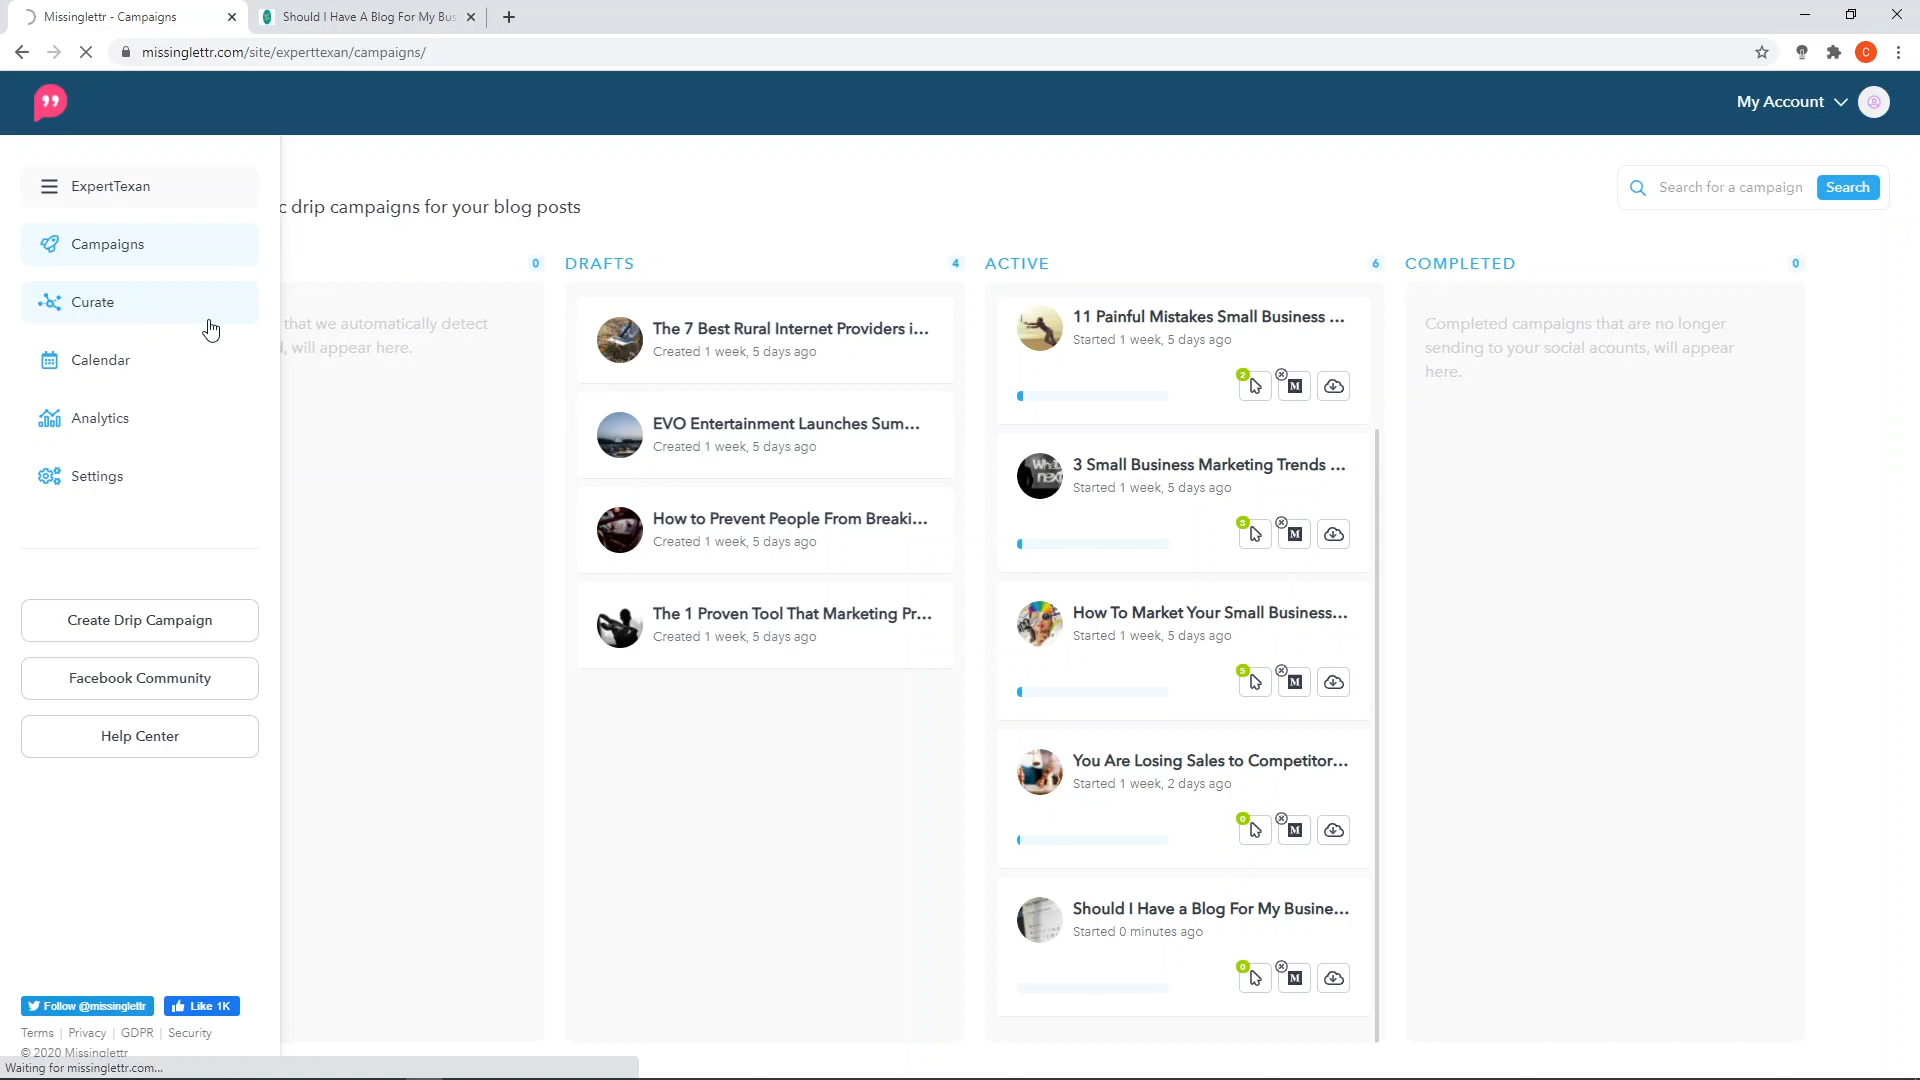 Missinglettr - Campaigns
Should I Have A Blog For My Bus
missinglettr.com/site/experttexan/campaigns/
C
My Account
ExpertTexan
Campaigns
Curate
Calendar
Analytics
Settings
Create Drip Campaign
Facebook Community
Help Center
Follow @missinglettr
Like 1K
Terms | Privacy | GDPR | Security
© 2020 Missinglettr
Waiting for missinglettr.com...
c drip campaigns for your blog posts
Search for a campaign
Search
0
that we automatically detect
, will appear here.
DRAFTS 4
The 7 Best Rural Internet Providers i...
Created 1 week, 5 days ago
EVO Entertainment Launches Sum...
Created 1 week, 5 days ago
How to Prevent People From Breaki...
Created 1 week, 5 days ago
The 1 Proven Tool That Marketing Pr...
Created 1 week, 5 days ago
ACTIVE 6
11 Painful Mistakes Small Business ...
Started 1 week, 5 days ago
2
M
3 Small Business Marketing Trends ...
Started 1 week, 5 days ago
3
M
How To Market Your Small Business...
Started 1 week, 5 days ago
5
M
You Are Losing Sales to Competitor...
Started 1 week, 2 days ago
0
M
Should I Have a Blog For My Busine...
Started 0 minutes ago
0
M
COMPLETED 0
Completed campaigns that are no longer
sending to your social acounts, will appear
here.